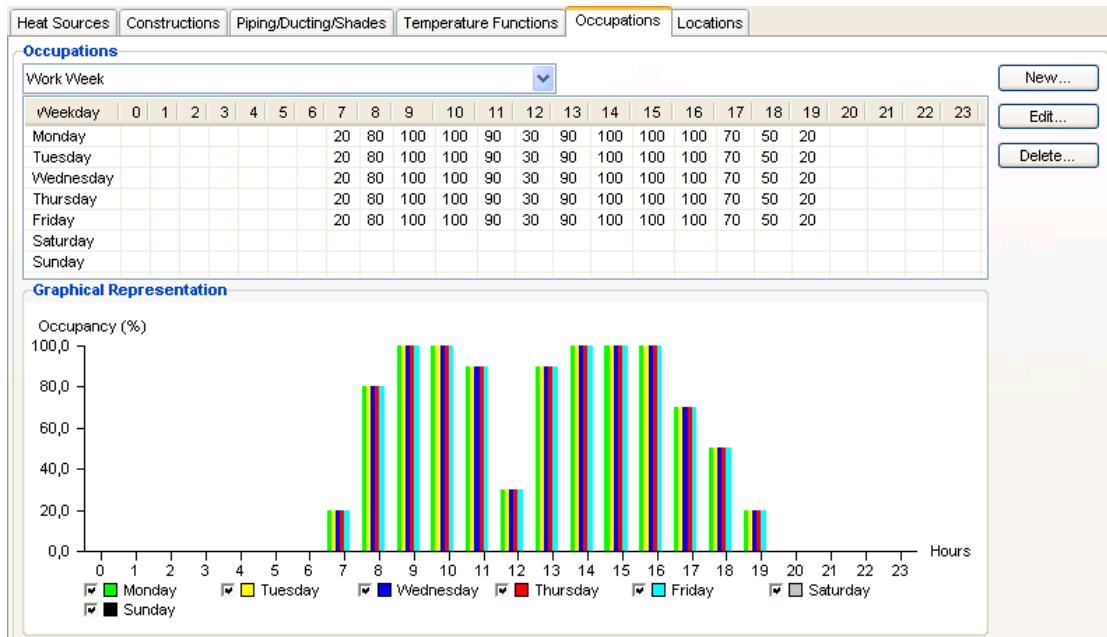 Heat Sources Constructions Piping/Ducting/Shades Temperature Functions Occupations Locations
Occupations
Work Week New...
Weekday 0 1 2 3 4 5 6 7 8 9 10 11 12 13 14 15 16 17 18 19 20 21 22 23 Edit...
Monday 20 80 100 100 90 30 90 100 100 100 70 50 20
Tuesday 20 80 100 100 90 30 90 100 100 100 70 50 20 Delete...
Wednesday 20 80 100 100 90 30 90 100 100 100 70 50 20
Thursday 20 80 100 100 90 30 90 100 100 100 70 50 20
Friday 20 80 100 100 90 30 90 100 100 100 70 50 20
Saturday
Sunday
Graphical Representation
Occupancy (%)
100,0
80,0
60,0
40,0
20,0
0,0 Hours
0 1 2 3 4 5 6 7 8 9 10 11 12 13 14 15 16 17 18 19 20 21 22 23
Monday Tuesday Wednesday Thursday Friday Saturday
Sunday